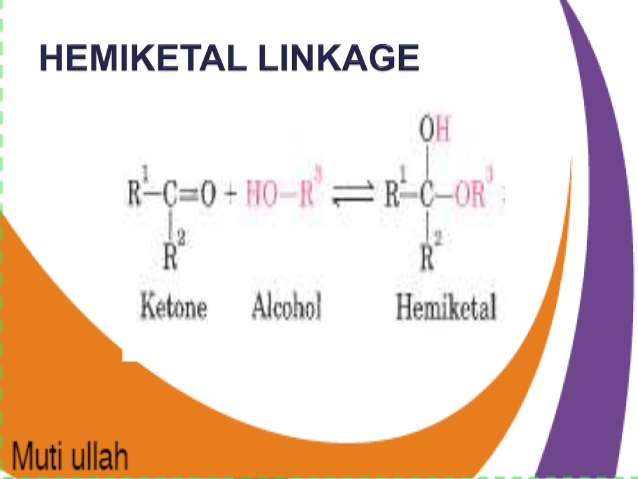 HEMIKETAL LINKAGE
OH
R¹–C=O + HO–R³ ⇌ R¹–C–OR³
R² R²
Ketone Alcohol Hemiketal
Muti ullah